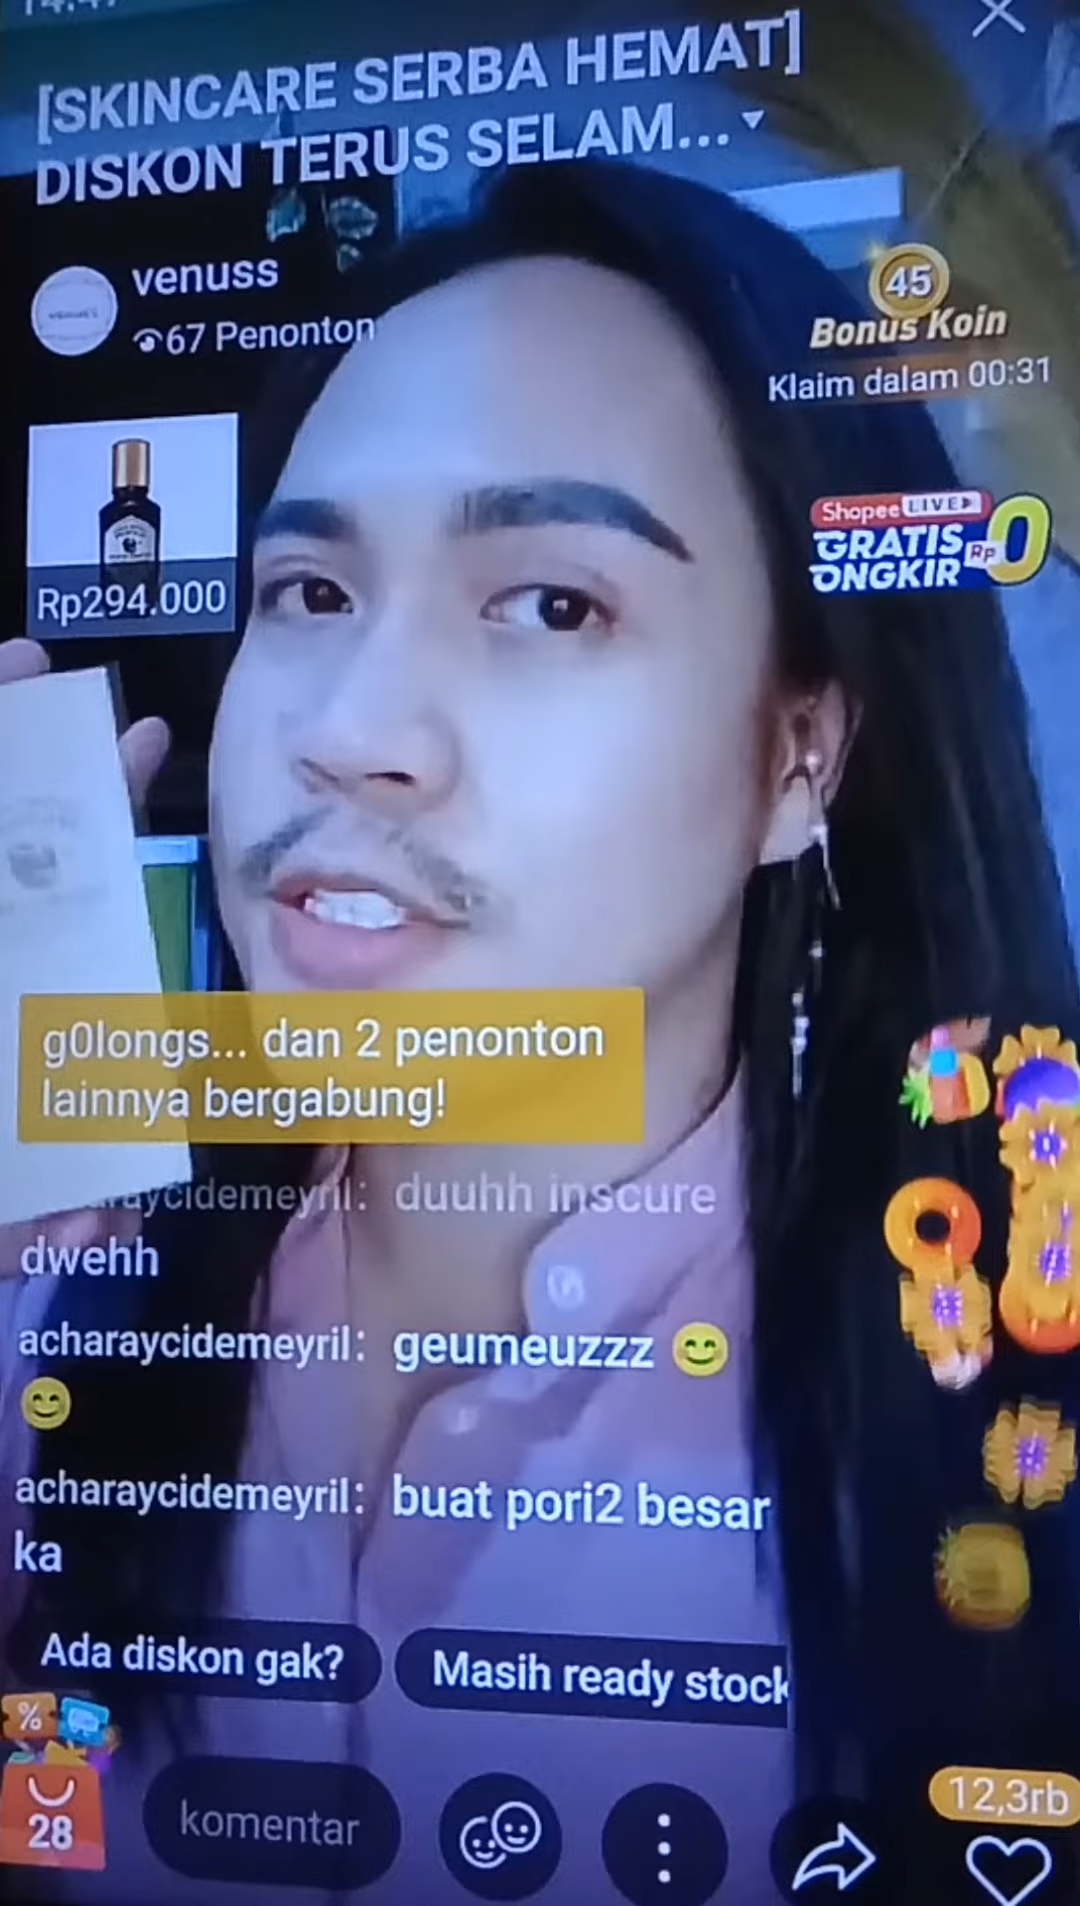 [SKINCARE SERBA HEMAT]
DISKON TERUS SELAM...
venuss
67 Penonton
45
Bonus Koin
Klaim dalam 00:31
Rp294.000
Shopee LIVE
GRATIS
ONGKIR
Rp0
g0longs... dan 2 penonton
lainnya bergabung!
aycidemeyril: duuhh inscure
dwehh
acharaycidemeyril: geumeuzzz 😊
😊
acharaycidemeyril: buat pori2 besar
ka
Ada diskon gak?
Masih ready stock
%
28
komentar
12,3rb